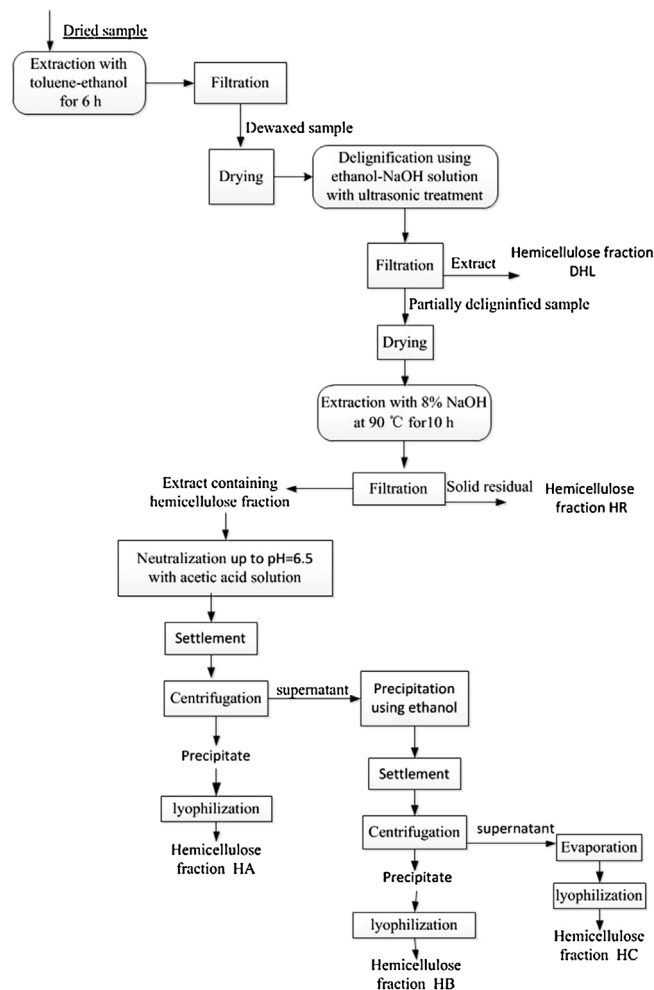 Dried sample
Extraction with
toluene-ethanol
for 6 h
Filtration
Dewaxed sample
Drying
Delignification using
ethanol-NaOH solution
with ultrasonic treatment
Filtration
Extract
Hemicellulose fraction
DHL
Partially deligninfied sample
Drying
Extraction with 8% NaOH
at 90 ℃ for10 h
Extract containing
hemicellulose fraction
Filtration
Solid residual
Hemicellulose
fraction HR
Neutralization up to pH=6.5
with acetic acid solution
Settlement
Centrifugation
supernatant
Precipitation
using ethanol
Precipitate
Settlement
lyophilization
Hemicellulose
fraction HA
Centrifugation
supernatant
Evaporation
Precipitate
lyophilization
lyophilization
Hemicellulose
fraction HC
Hemicellulose
fraction HB